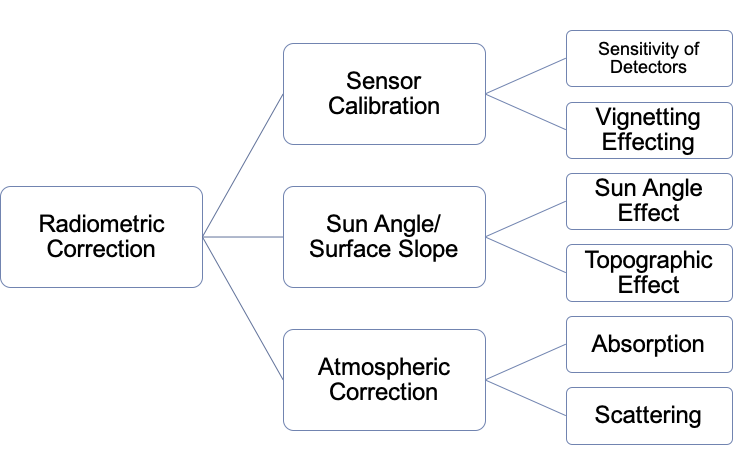 Radiometric
Correction
Sensor
Calibration
Sensitivity of
Detectors
Vignetting
Effecting
Sun Angle/
Surface Slope
Sun Angle
Effect
Topographic
Effect
Atmospheric
Correction
Absorption
Scattering